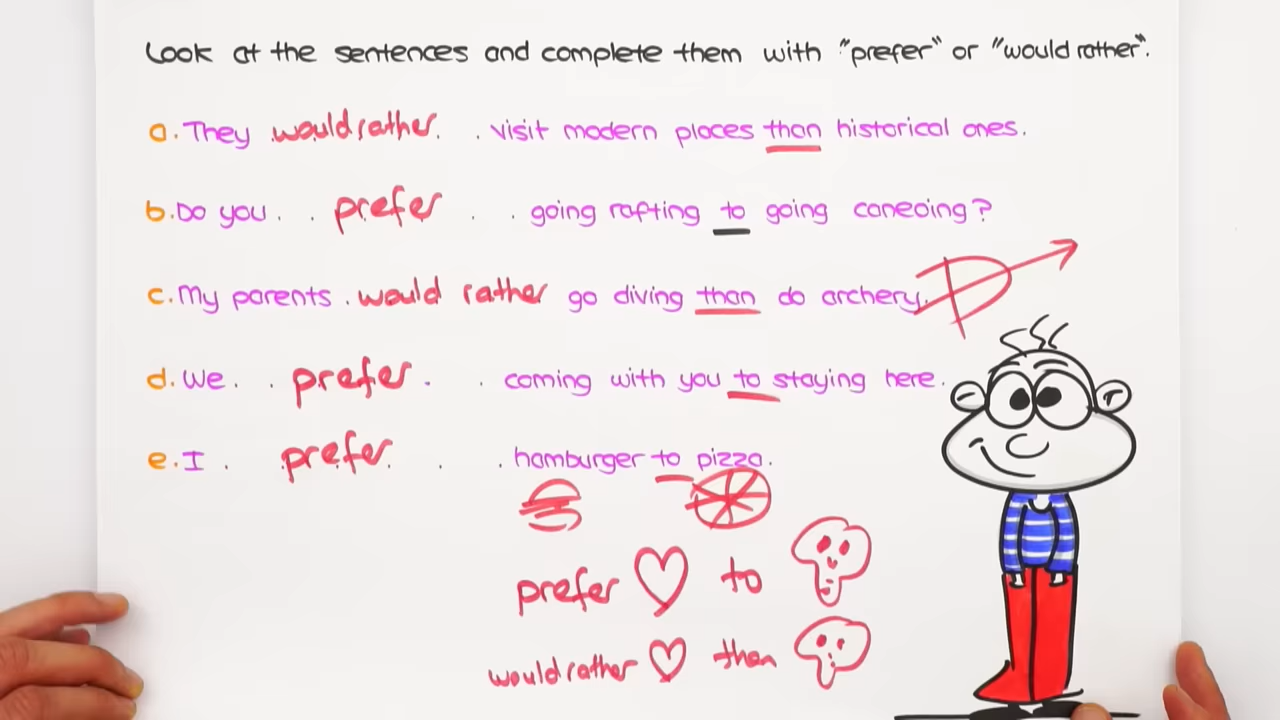 Look at the sentences and complete them with "prefer" or "would rather".
a. They would rather. . visit modern places than historical ones.
b. Do you . . prefer . . going rafting to going caneoing?
c. My parents . would rather go diving than do archery.
d. We . . prefer . . coming with you to staying here.
e. I . prefer . . hamburger to pizza.
prefer to
would rather than